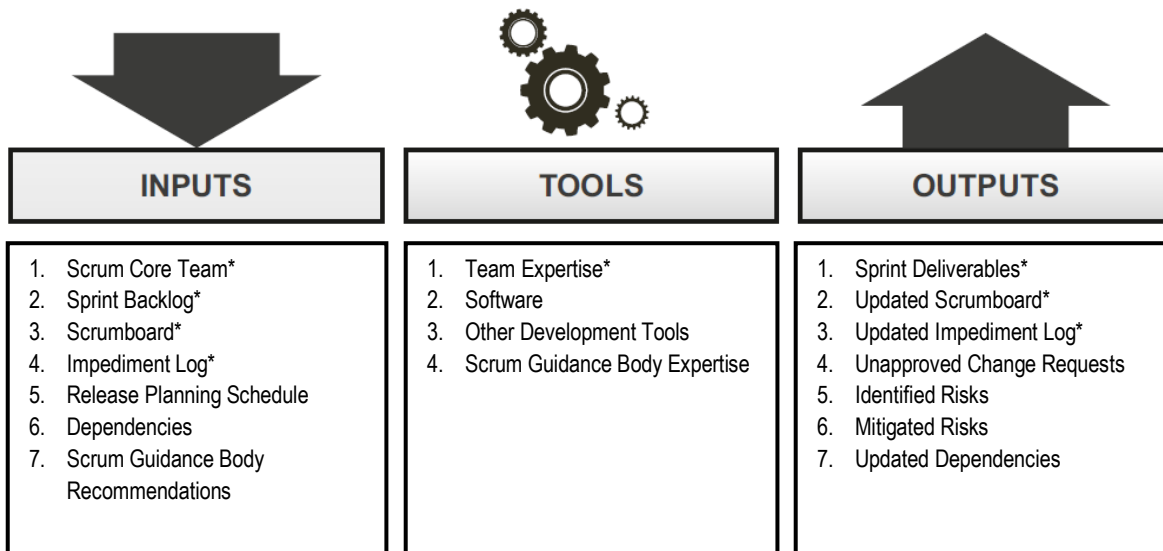 INPUTS
1. Scrum Core Team*
2. Sprint Backlog*
3. Scrumboard*
4. Impediment Log*
5. Release Planning Schedule
6. Dependencies
7. Scrum Guidance Body
Recommendations
TOOLS
1. Team Expertise*
2. Software
3. Other Development Tools
4. Scrum Guidance Body Expertise
OUTPUTS
1. Sprint Deliverables*
2. Updated Scrumboard*
3. Updated Impediment Log*
4. Unapproved Change Requests
5. Identified Risks
6. Mitigated Risks
7. Updated Dependencies